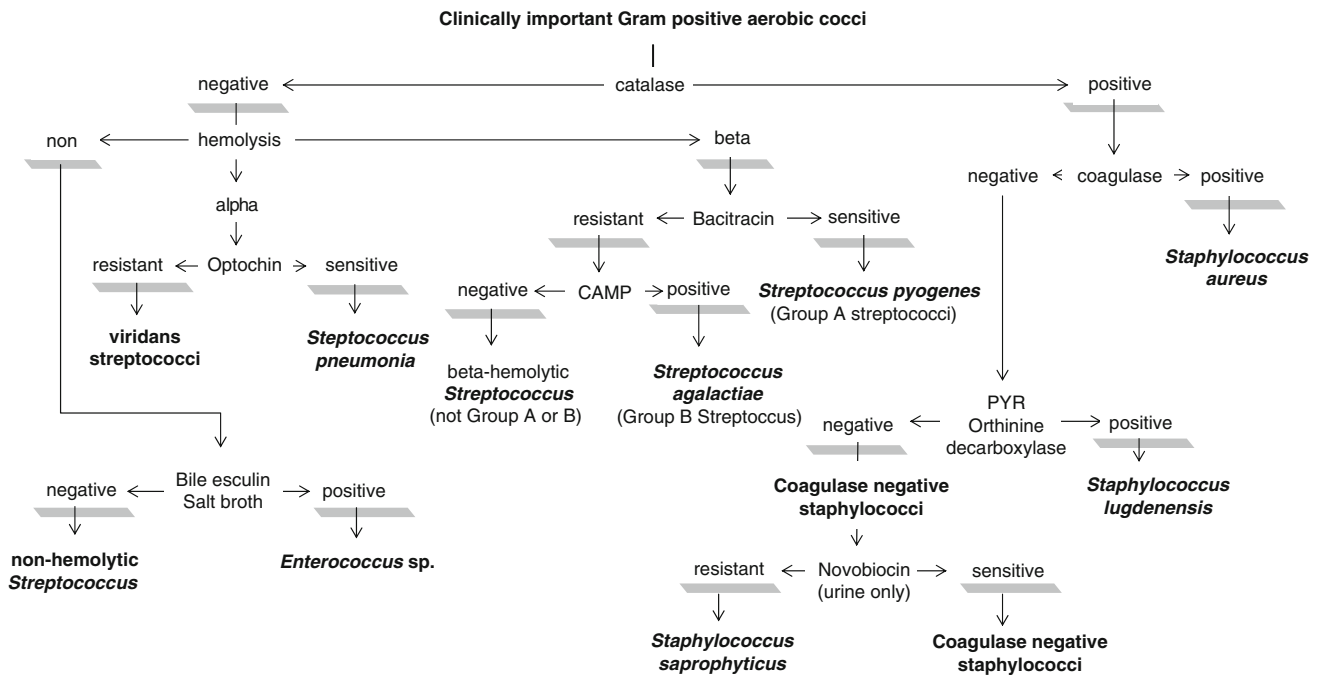 Clinically important Gram positive aerobic cocci
negative
catalase
positive
non
hemolysis
beta
negative
coagulase
positive
alpha
resistant
Bacitracin
sensitive
Staphylococcus
aureus
resistant
Optochin
sensitive
negative
CAMP
positive
Streptococcus pyogenes
(Group A streptococci)
viridans
streptococci
Steptococcus
pneumonia
beta-hemolytic
Streptococcus
(not Group A or B)
Streptococcus
agalactiae
(Group B Streptoccus)
PYR
Orthinine
decarboxylase
negative
positive
Bile esculin
Salt broth
negative
positive
Coagulase negative
staphylococci
Staphylococcus
lugdenensis
non-hemolytic
Streptococcus
Enterococcus sp.
resistant
Novobiocin
(urine only)
sensitive
Staphylococcus
saprophyticus
Coagulase negative
staphylococci